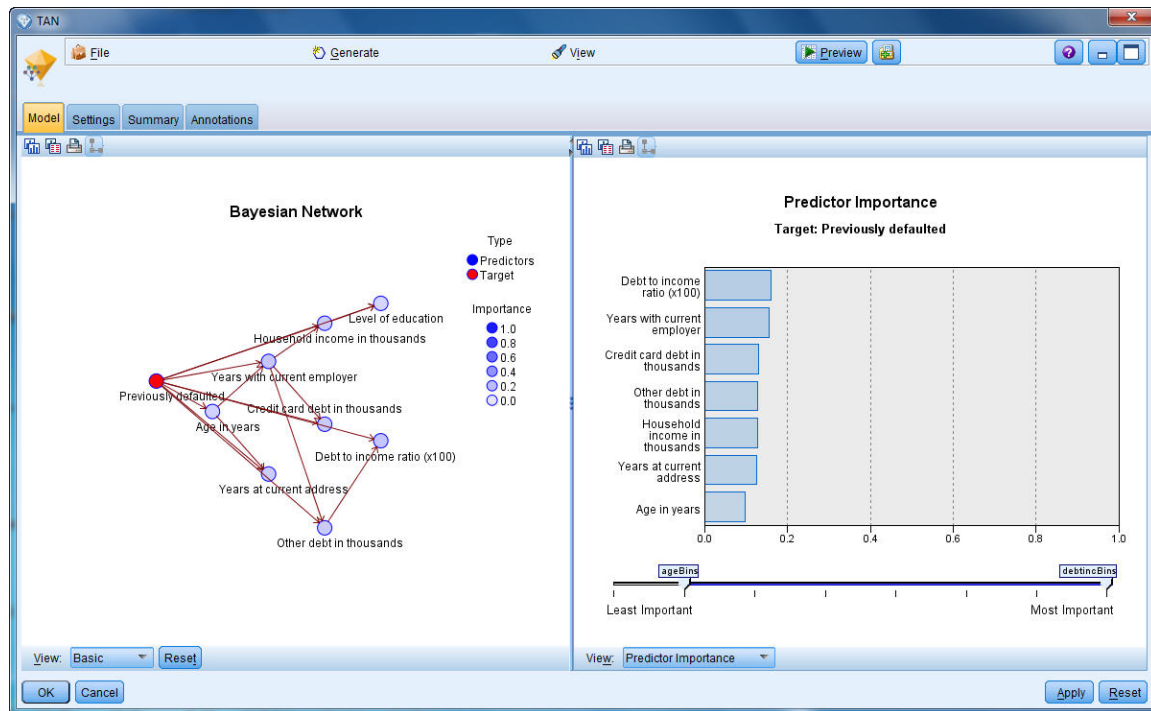 TAN
File
Generate
View
Preview
Model
Settings
Summary
Annotations
Bayesian Network
Type
Predictors
Target
Importance
1.0
0.8
0.6
0.4
0.2
0.0
Level of education
Household income in thousands
Years with current employer
Previously defaulted
Credit card debt in thousands
Age in years
Debt to income ratio (x100)
Years at current address
Other debt in thousands
View:
Basic
Reset
Predictor Importance
Target: Previously defaulted
Debt to income
ratio (x100)
Years with current
employer
Credit card debt in
thousands
Other debt in
thousands
Household
income in
thousands
Years at current
address
Age in years
0.0
0.2
0.4
0.6
0.8
1.0
ageBins
debtincBins
Least Important
Most Important
View:
Predictor Importance
OK
Cancel
Apply
Reset